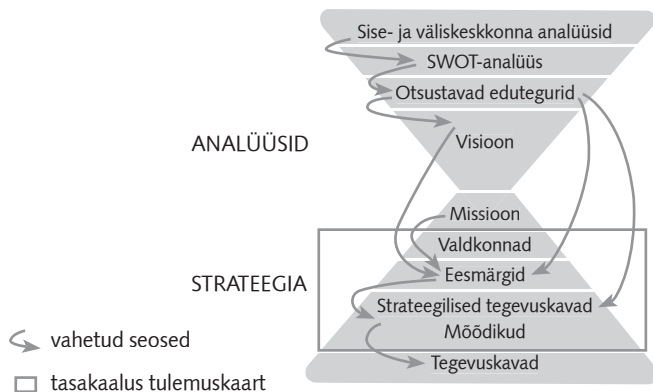 Sise- ja väliskeskkonna analüüsid
SWOT-analüüs
Otsustavad edutegurid
ANALÜÜSID
Visioon
Missioon
Valdkonnad
STRATEEGIA
Eesmärgid
Strateegilised tegevuskavad
Mõõdikud
vahetud seosed
Tegevuskavad
tasakaalus tulemuskaart